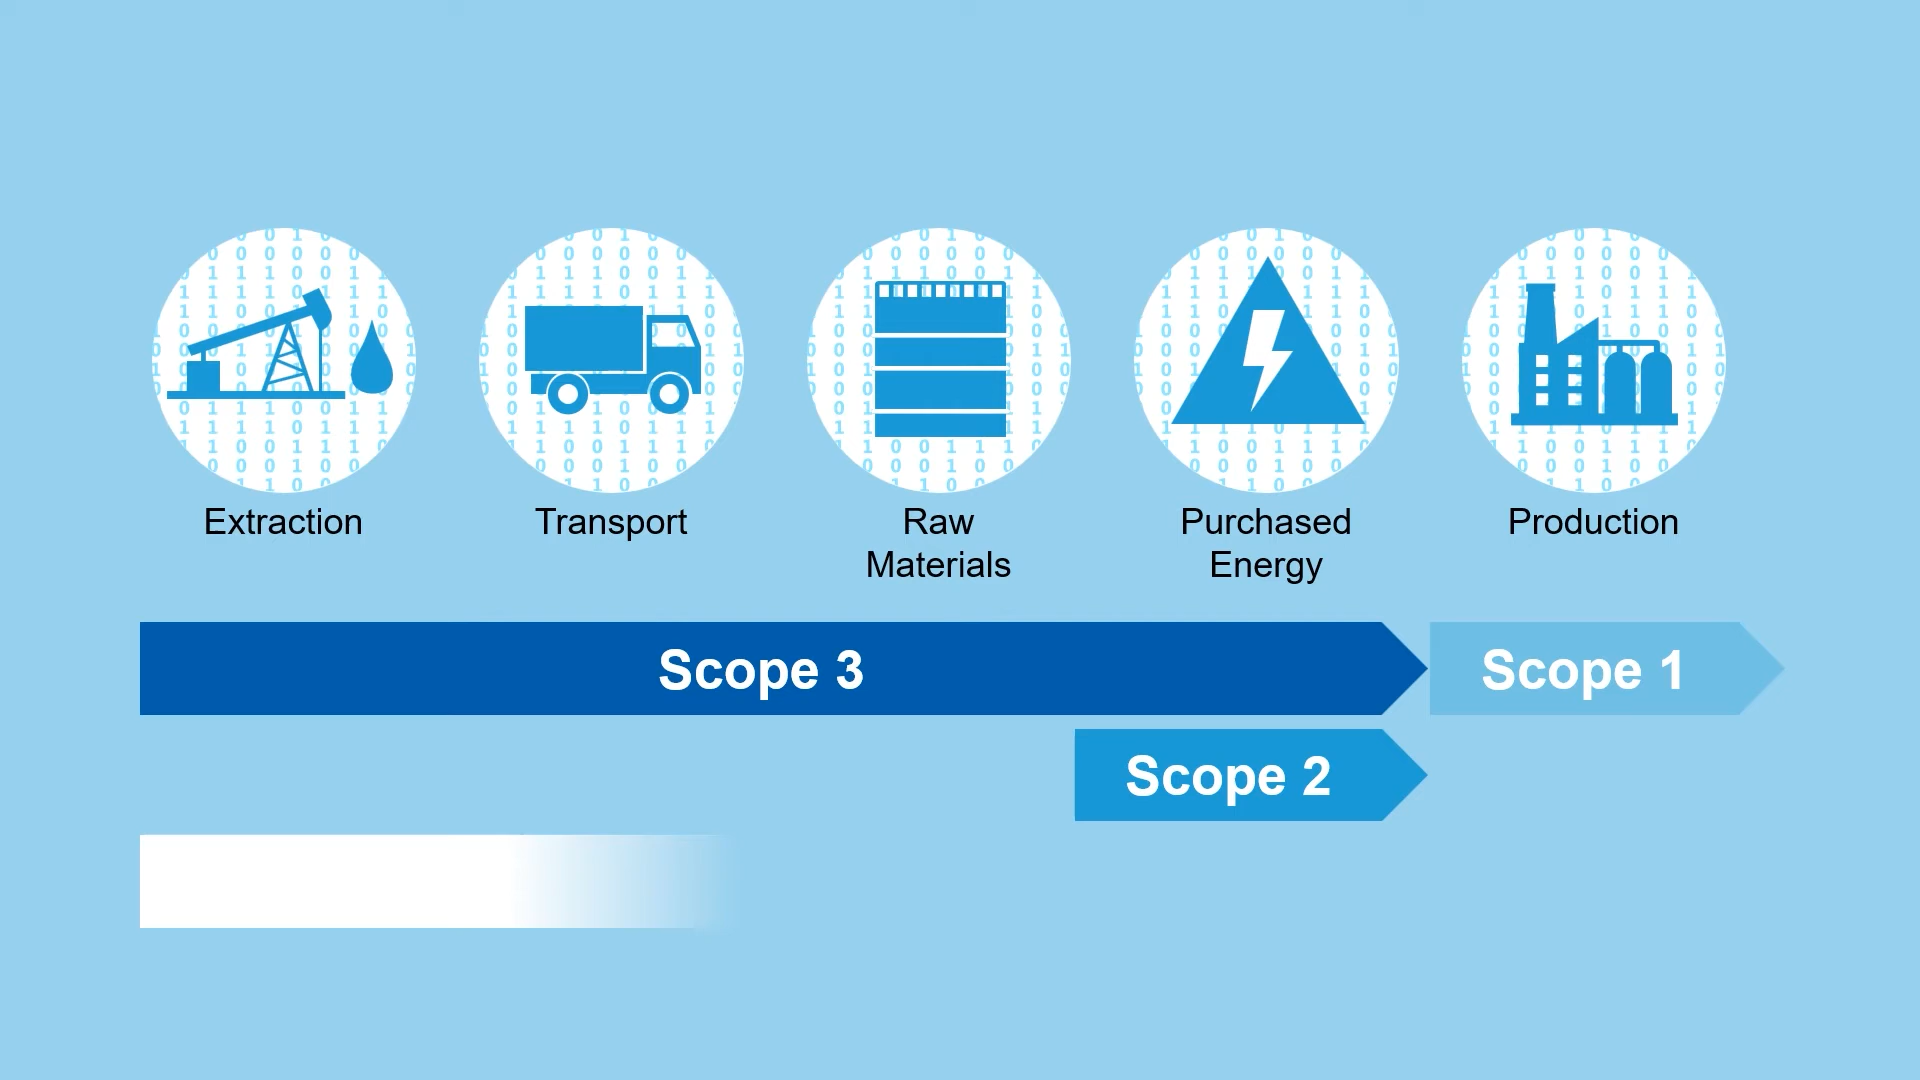 Extraction
Transport
Raw
Materials
Purchased
Energy
Production
Scope 3
Scope 1
Scope 2